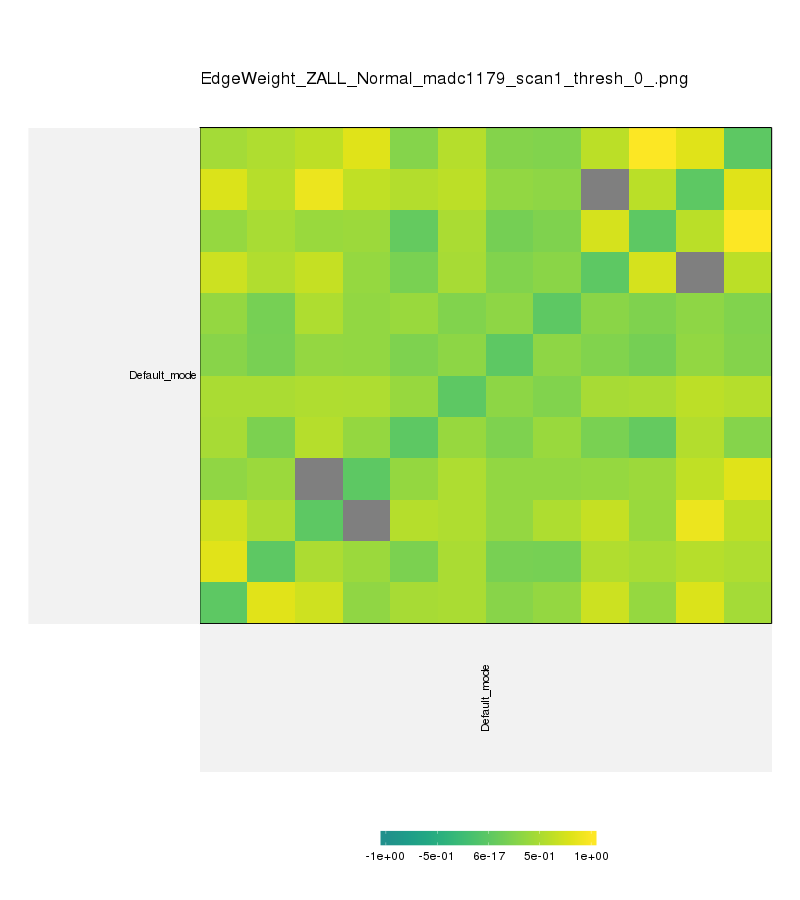 EdgeWeight_ZALL_Normal_madc1179_scan1_thresh_0_.png
Default_mode
Default_mode
-1e+00 -5e-01 6e-17 5e-01 1e+00